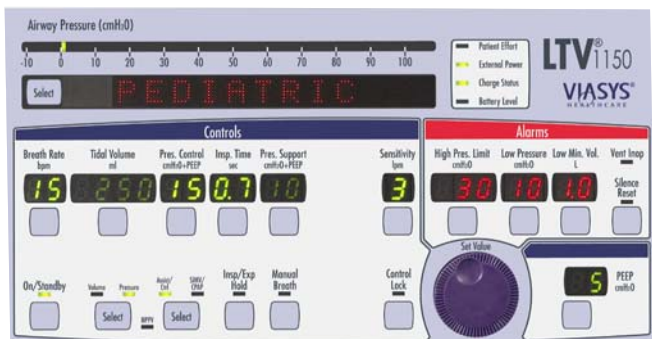 Airway Pressure (cmH2O)
-10 0 10 20 30 40 50 60 70 80 90 100
Select PEDIATRIC
Patient Effort
External Power
Charge Status
Battery Level
LTV® 1150
VIASYS®
HEALTHCARE
Controls
Breath Rate Tidal Volume Pres. Control Insp. Time Pres. Support Sensitivity
bpm ml cmH2O+PEEP sec cmH2O+PEEP lpm
15 250 15 0.7 10 3
Alarms
High Pres. Limit Low Pressure Low Min. Vol. Vent Inop
cmH2O cmH2O L
30 10 1.0
Silence
Reset
On/Standby
Volume Pressure
Select
NPPV
Assist/
Ctrl
SIMV/
CPAP
Select
Insp/Exp
Hold
Manual
Breath
Control
Lock
Set Value
5 PEEP
cmH2O